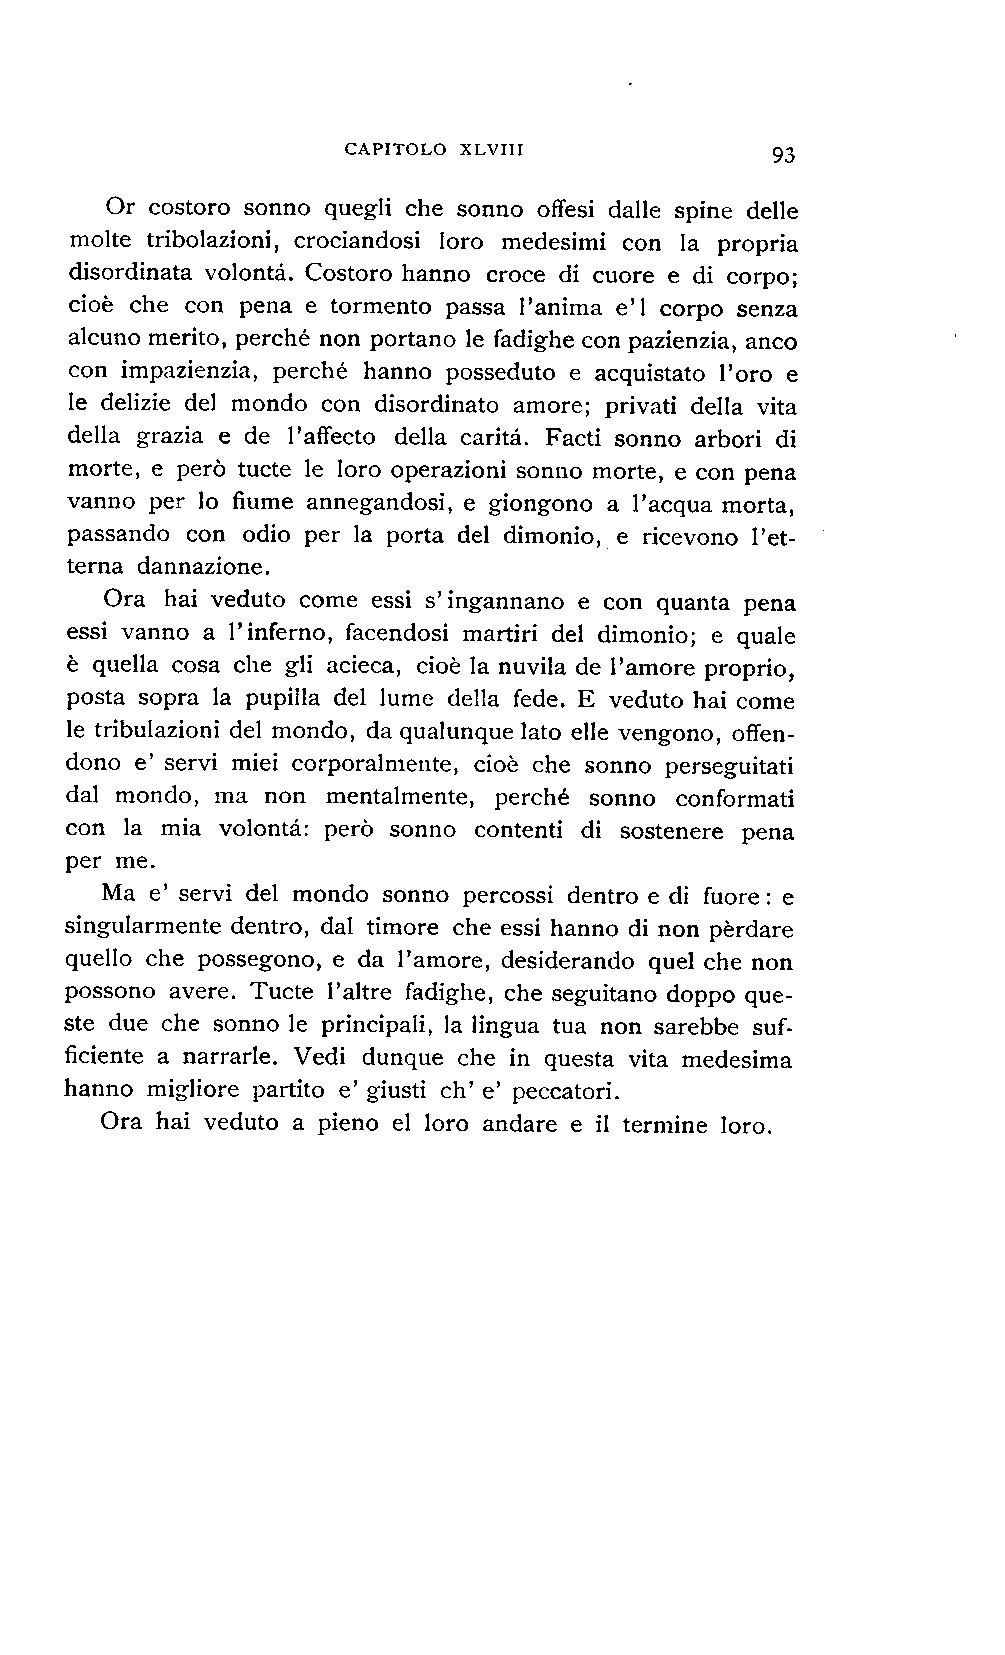 CAPITOLO XLVIII 93
Or costoro sonno quegli che sonno offesi dalle spine delle
molte tribolazioni, crociandosi loro medesimi con la propria
disordinata volontá. Costoro hanno croce di cuore e di corpo;
cioè che con pena e tormento passa l'anima e'l corpo senza
alcuno merito, perché non portano le fadighe con pazienzia, anco
con impazienzia, perché hanno posseduto e acquistato l'oro e
le delizie del mondo con disordinato amore; privati della vita
della grazia e de l'affecto della caritá. Facti sonno arbori di
morte, e però tucte le loro operazioni sonno morte, e con pena
vanno per lo fiume annegandosi, e giongono a l'acqua morta,
passando con odio per la porta del dimonio, e ricevono l'et-
terna dannazione.
Ora hai veduto come essi s'ingannano e con quanta pena
essi vanno a l'inferno, facendosi martiri del dimonio; e quale
è quella cosa che gli acieca, cioè la nuvila de l'amore proprio,
posta sopra la pupilla del lume della fede. E veduto hai come
le tribulazioni del mondo, da qualunque lato elle vengono, offen-
dono e' servi miei corporalmente, cioè che sonno perseguitati
dal mondo, ma non mentalmente, perché sonno conformati
con la mia volontá: però sonno contenti di sostenere pena
per me.
Ma e' servi del mondo sonno percossi dentro e di fuore: e
singularmente dentro, dal timore che essi hanno di non pèrdare
quello che possegono, e da l'amore, desiderando quel che non
possono avere. Tucte l'altre fadighe, che seguitano doppo que-
ste due che sonno le principali, la lingua tua non sarebbe suf-
ficiente a narrarle. Vedi dunque che in questa vita medesima
hanno migliore partito e' giusti ch' e' peccatori.
Ora hai veduto a pieno el loro andare e il termine loro.